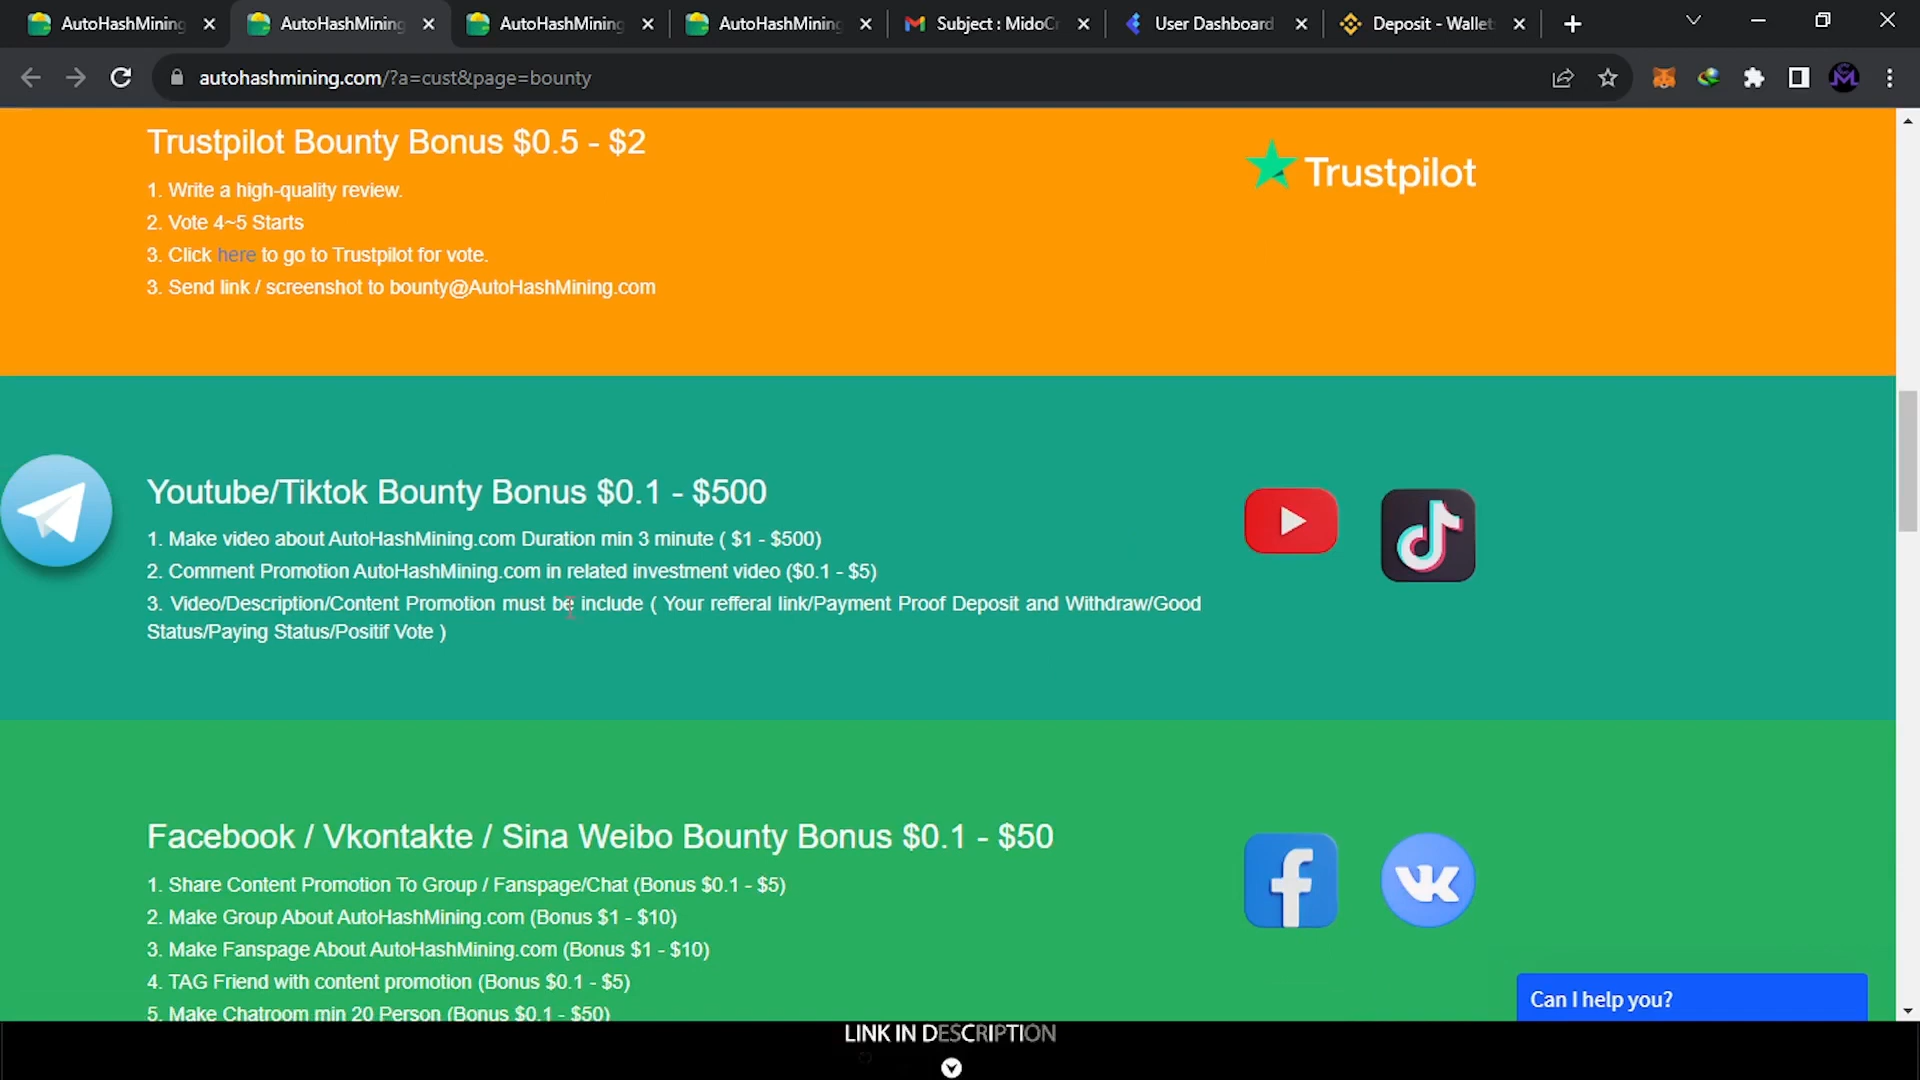 AutoHashMining
AutoHashMining
AutoHashMining
AutoHashMining
Subject : MidoCr
User Dashboard
Deposit - Wallet
autohashmining.com/?a=cust&page=bounty
Trustpilot Bounty Bonus $0.5 - $2
1. Write a high-quality review.
2. Vote 4~5 Starts
3. Click here to go to Trustpilot for vote.
3. Send link / screenshot to bounty@AutoHashMining.com
Trustpilot
Youtube/Tiktok Bounty Bonus $0.1 - $500
1. Make video about AutoHashMining.com Duration min 3 minute ( $1 - $500)
2. Comment Promotion AutoHashMining.com in related investment video ($0.1 - $5)
3. Video/Description/Content Promotion must be include ( Your refferal link/Payment Proof Deposit and Withdraw/Good
Status/Paying Status/Positif Vote )
Facebook / Vkontakte / Sina Weibo Bounty Bonus $0.1 - $50
1. Share Content Promotion To Group / Fanspage/Chat (Bonus $0.1 - $5)
2. Make Group About AutoHashMining.com (Bonus $1 - $10)
3. Make Fanspage About AutoHashMining.com (Bonus $1 - $10)
4. TAG Friend with content promotion (Bonus $0.1 - $5)
5. Make Chatroom min 20 Person (Bonus $0.1 - $50)
Can I help you?
LINK IN DESCRIPTION